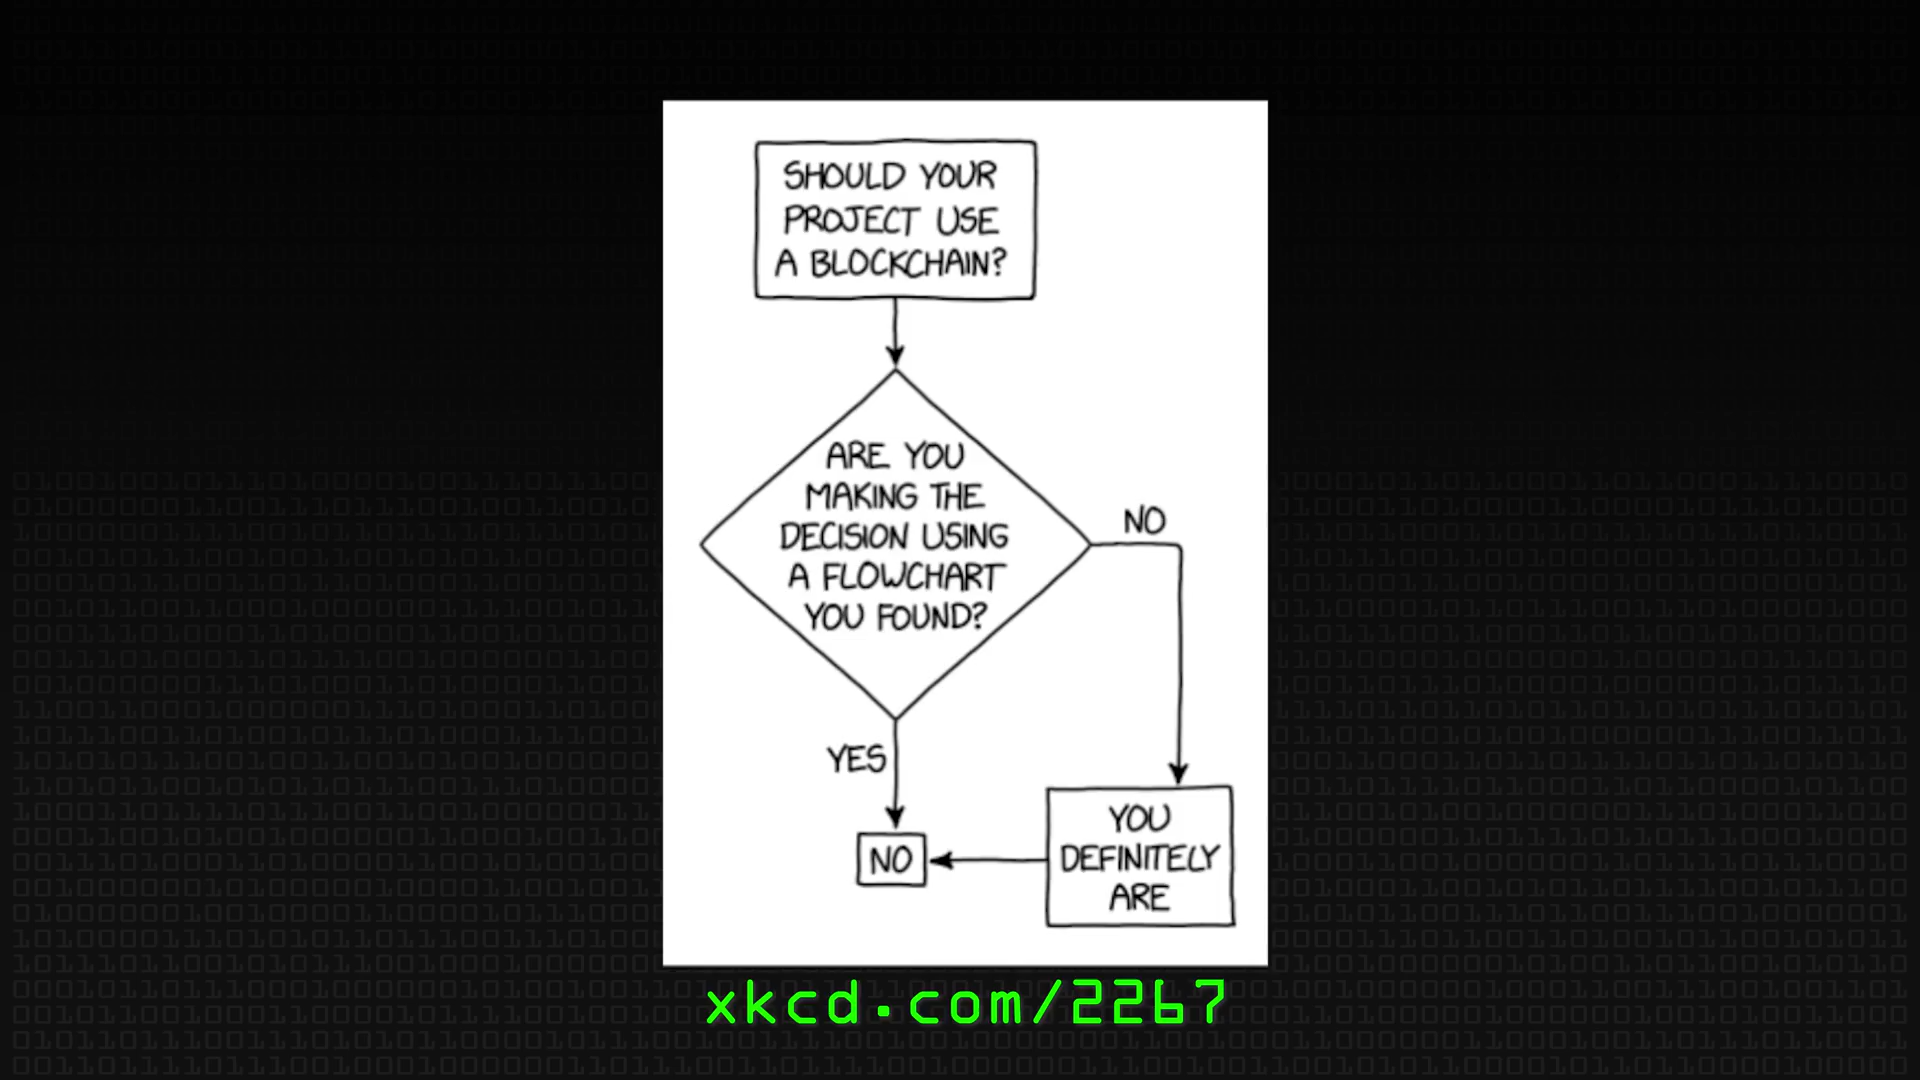 SHOULD YOUR
PROJECT USE
A BLOCKCHAIN?
ARE YOU
MAKING THE
DECISION USING
A FLOWCHART
YOU FOUND?
NO
YES
NO
YOU
DEFINITELY
ARE
xkcd.com/2267